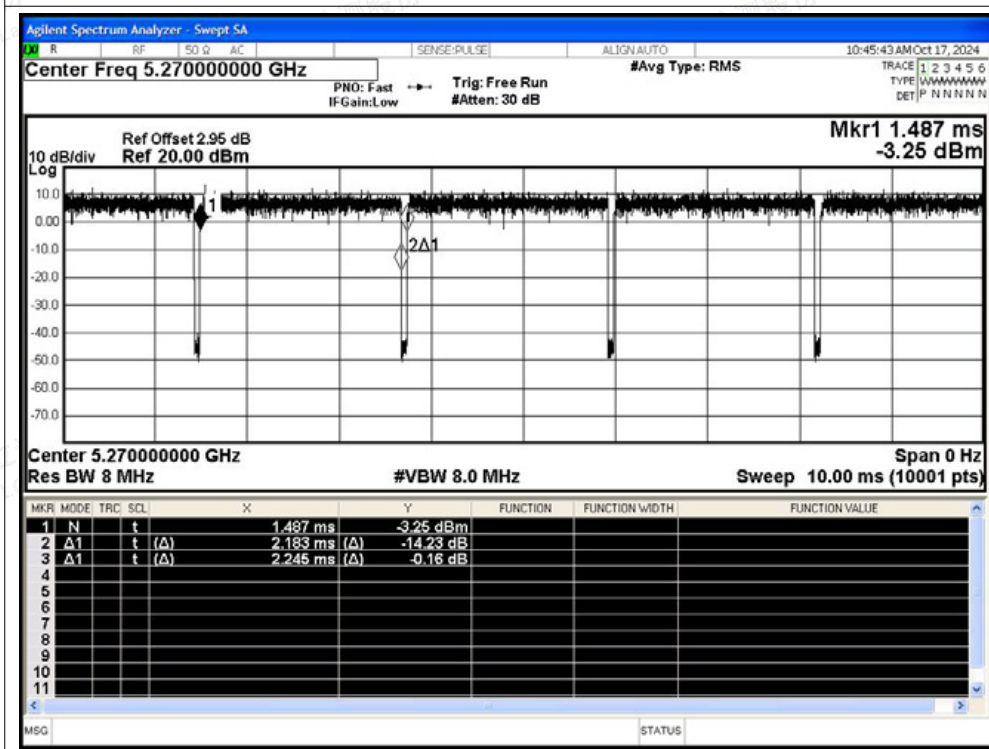 Agilent Spectrum Analyzer - Swept SA
R RF 50 Ω AC SENSE:PULSE ALIGN AUTO 10:45:43 AM Oct 17, 2024
Center Freq 5.270000000 GHz #Avg Type: RMS TRACE 1 2 3 4 5 6
PNO: Fast Trig: Free Run TYPE WWWWWW
IFGain:Low #Atten: 30 dB DET P N N N N N
Mkr1 1.487 ms
-3.25 dBm
Ref Offset 2.95 dB
10 dB/div Ref 20.00 dBm
Log
10.0
0.00
-10.0
-20.0
-30.0
-40.0
-50.0
-60.0
-70.0
1
2Δ1
Center 5.270000000 GHz Span 0 Hz
Res BW 8 MHz #VBW 8.0 MHz Sweep 10.00 ms (10001 pts)
MKR MODE TRC SCL X Y FUNCTION FUNCTION WIDTH FUNCTION VALUE
1 N t 1.487 ms -3.25 dBm
2 Δ1 t (Δ) 2.183 ms (Δ) -14.23 dB
3 Δ1 t (Δ) 2.245 ms (Δ) -0.16 dB
4
5
6
7
8
9
10
11
MSG STATUS